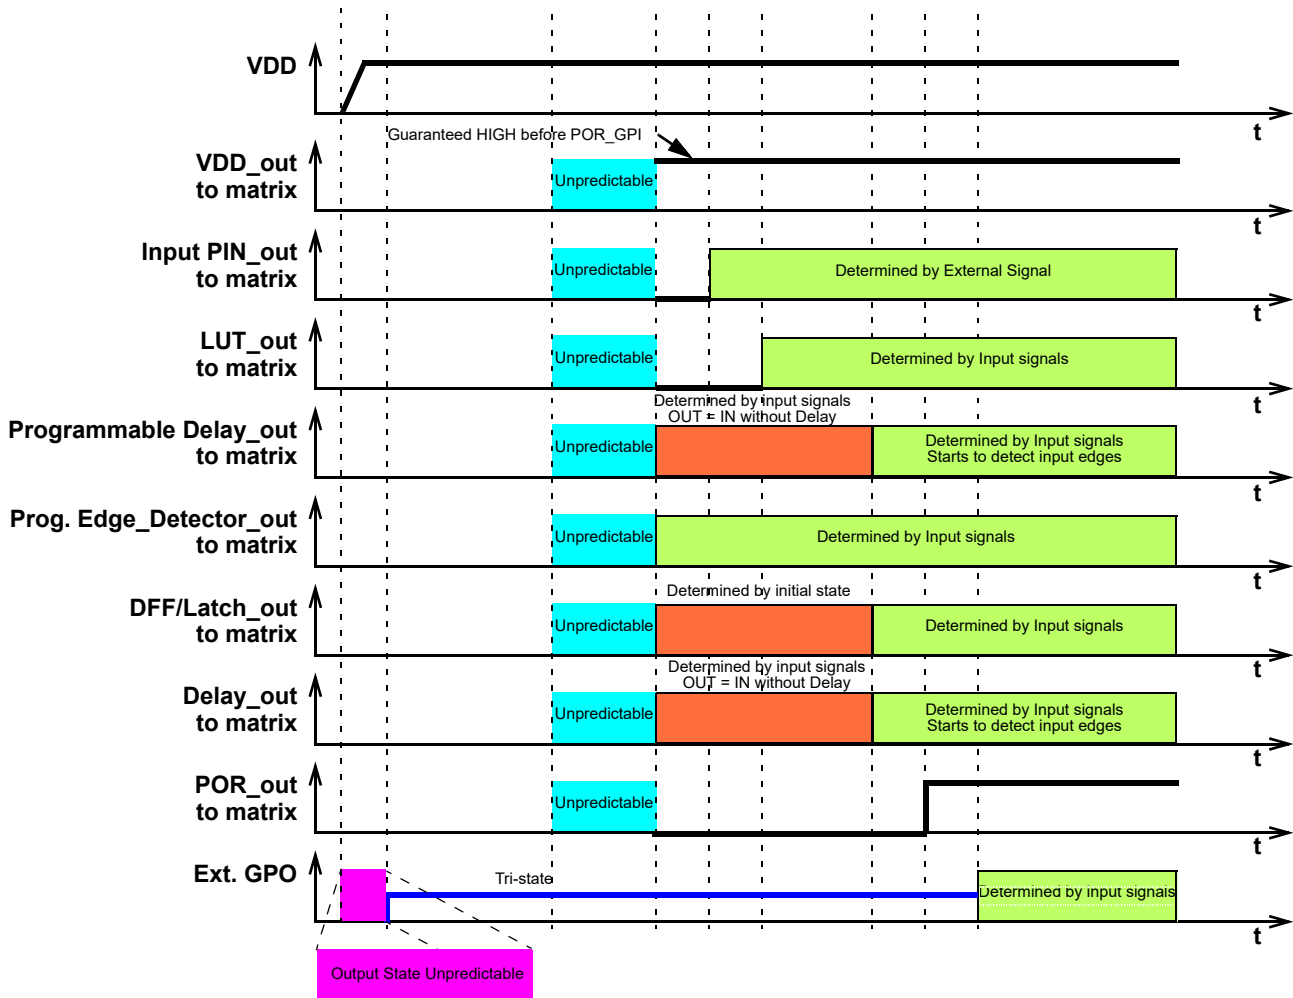 VDD
t
Guaranteed HIGH before POR_GPI
VDD_out
to matrix
Unpredictable
t
Input PIN_out
to matrix
Unpredictable
Determined by External Signal
t
LUT_out
to matrix
Unpredictable
Determined by Input signals
t
Determined by input signals
OUT = IN without Delay
Programmable Delay_out
to matrix
Unpredictable
Determined by Input signals
Starts to detect input edges
t
Prog. Edge_Detector_out
to matrix
Unpredictable
Determined by Input signals
t
Determined by initial state
DFF/Latch_out
to matrix
Unpredictable
Determined by Input signals
t
Determined by input signals
OUT = IN without Delay
Delay_out
to matrix
Unpredictable
Determined by Input signals
Starts to detect input edges
t
POR_out
to matrix
Unpredictable
t
Ext. GPO
Tri-state
Determined by input signals
t
Output State Unpredictable